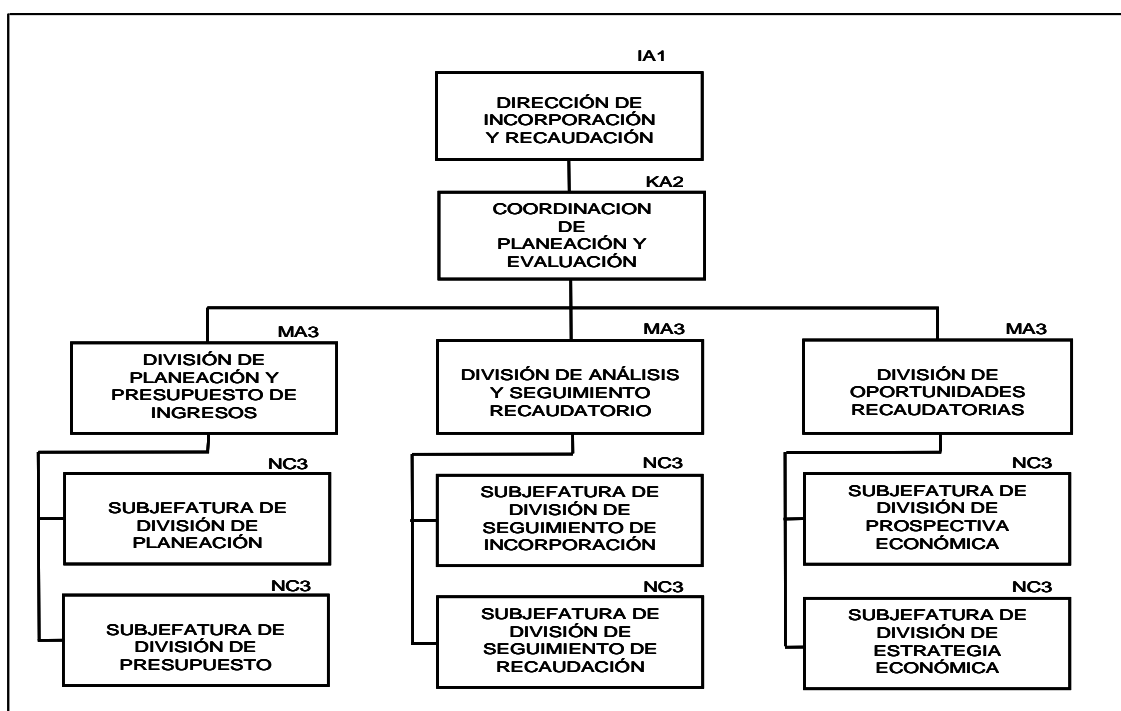 IA1
DIRECCIÓN DE
INCORPORACIÓN
Y RECAUDACIÓN
KA2
COORDINACION
DE
PLANEACIÓN Y
EVALUACIÓN
MA3
DIVISIÓN DE
PLANEACIÓN Y
PRESUPUESTO DE
INGRESOS
NC3
SUBJEFATURA DE
DIVISIÓN DE
PLANEACIÓN
NC3
SUBJEFATURA DE
DIVISIÓN DE
PRESUPUESTO
MA3
DIVISIÓN DE ANÁLISIS
Y SEGUIMIENTO
RECAUDATORIO
NC3
SUBJEFATURA DE
DIVISIÓN DE
SEGUIMIENTO DE
INCORPORACIÓN
NC3
SUBJEFATURA DE
DIVISIÓN DE
SEGUIMIENTO DE
RECAUDACIÓN
MA3
DIVISIÓN DE
OPORTUNIDADES
RECAUDATORIAS
NC3
SUBJEFATURA DE
DIVISIÓN DE
PROSPECTIVA
ECONÓMICA
NC3
SUBJEFATURA DE
DIVISIÓN DE
ESTRATEGIA
ECONÓMICA